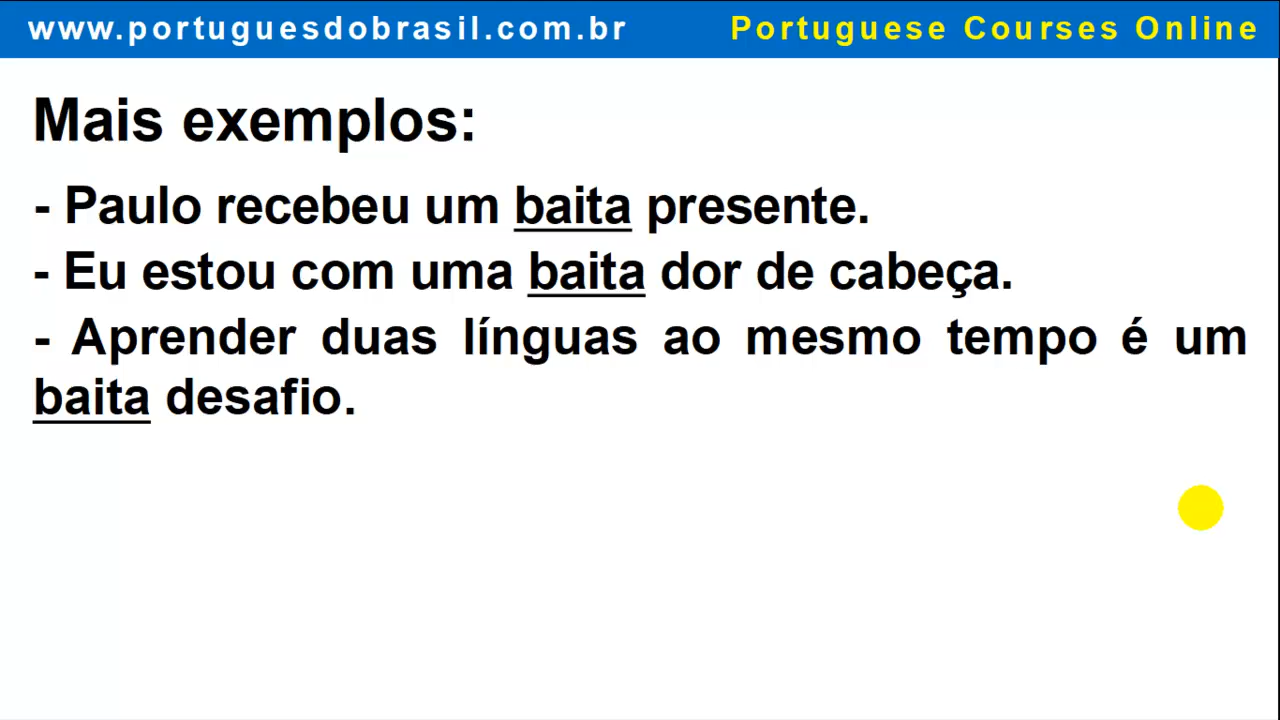 www.portuguesdobrasil.com.br Portuguese Courses Online
Mais exemplos:
- Paulo recebeu um baita presente.
- Eu estou com uma baita dor de cabeça.
- Aprender duas línguas ao mesmo tempo é um
baita desafio.